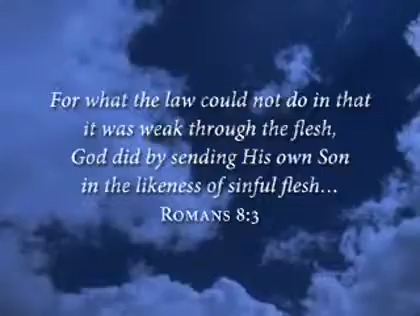 For what the law could not do in that
it was weak through the flesh,
God did by sending His own Son
in the likeness of sinful flesh…
Romans 8:3